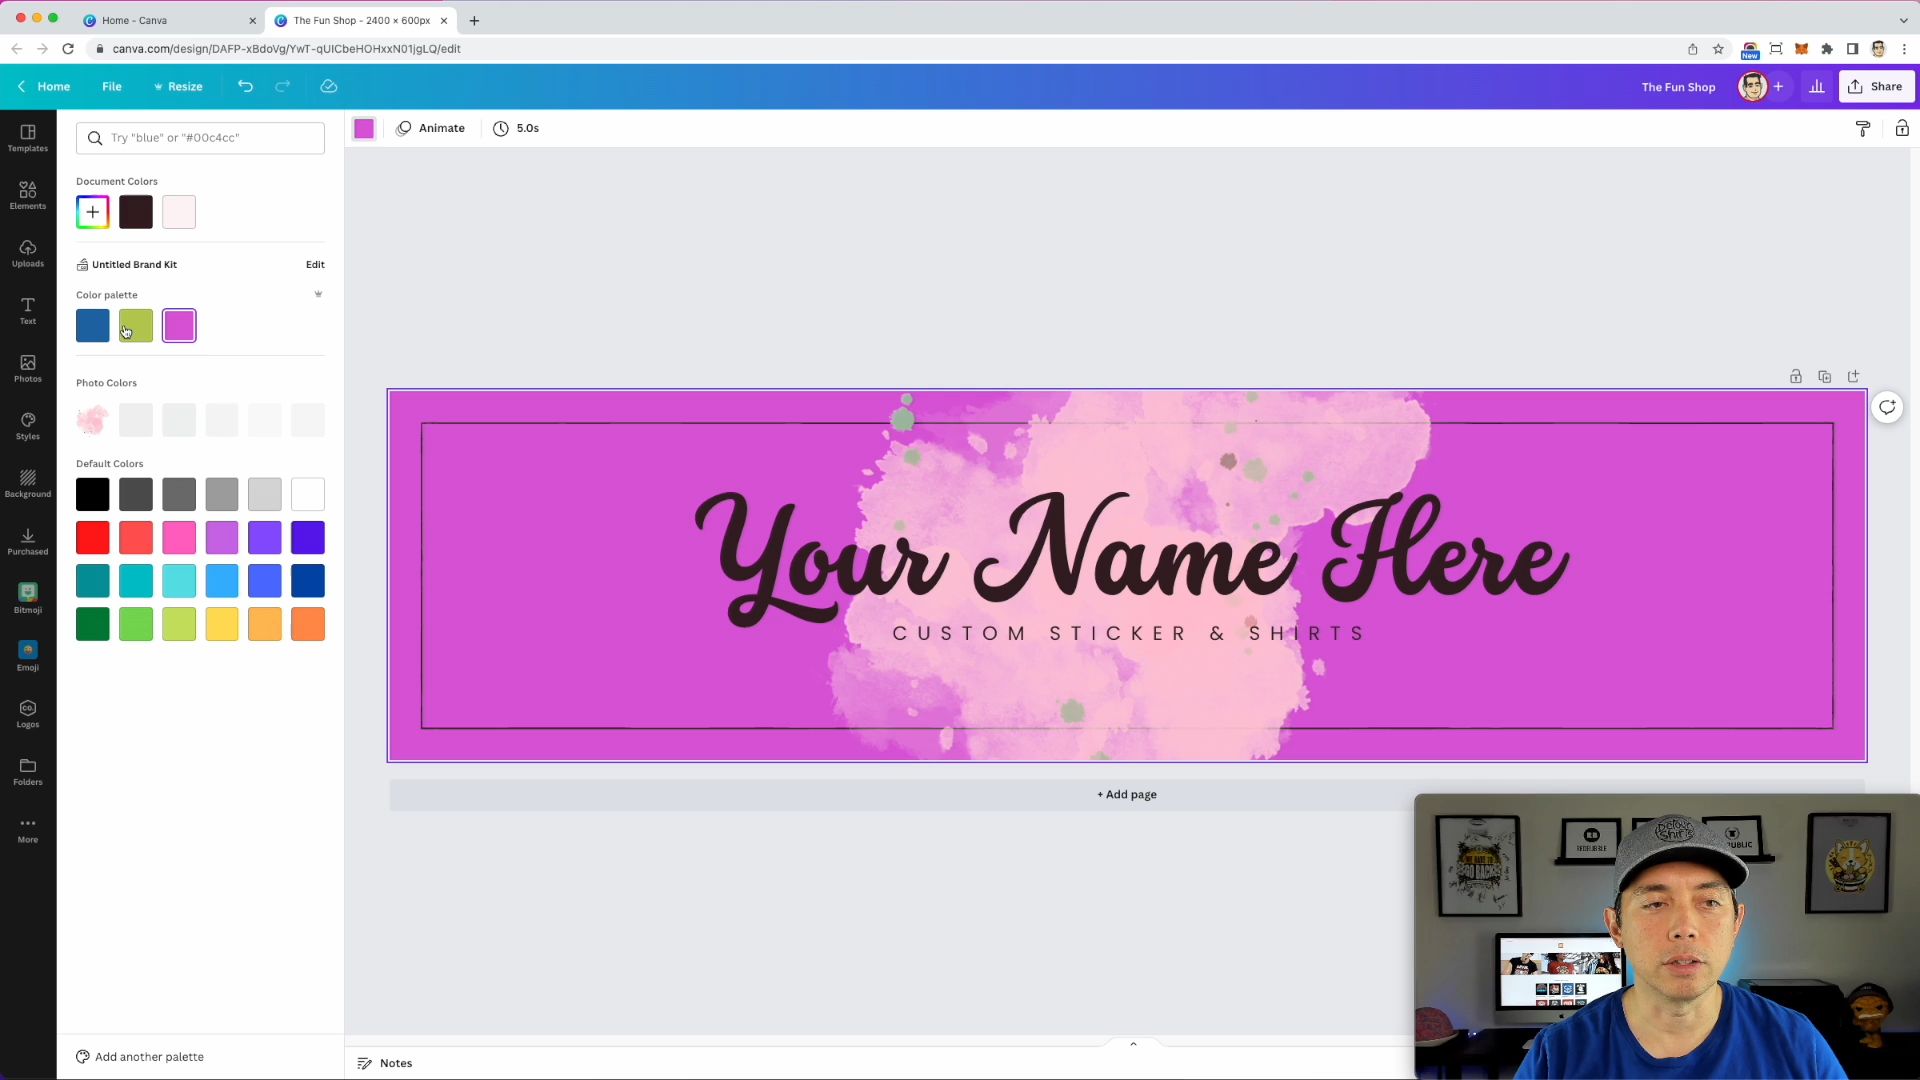 Home - Canva
The Fun Shop - 2400 × 600px
canva.com/design/DAFP-xBdoVg/YwT-qUICbeHOHxxN01jgLQ/edit
New
Home
File
Resize
The Fun Shop
Share
Templates
Elements
Uploads
Text
Photos
Styles
Background
Purchased
Bitmoji
Emoji
CO.
Logos
Folders
More
Try "blue" or "#00c4cc"
Document Colors
Untitled Brand Kit
Edit
Color palette
Photo Colors
Default Colors
Add another palette
Animate
5.0s
Your Name Here
CUSTOM STICKER & SHIRTS
+ Add page
Notes
REDBUBBLE